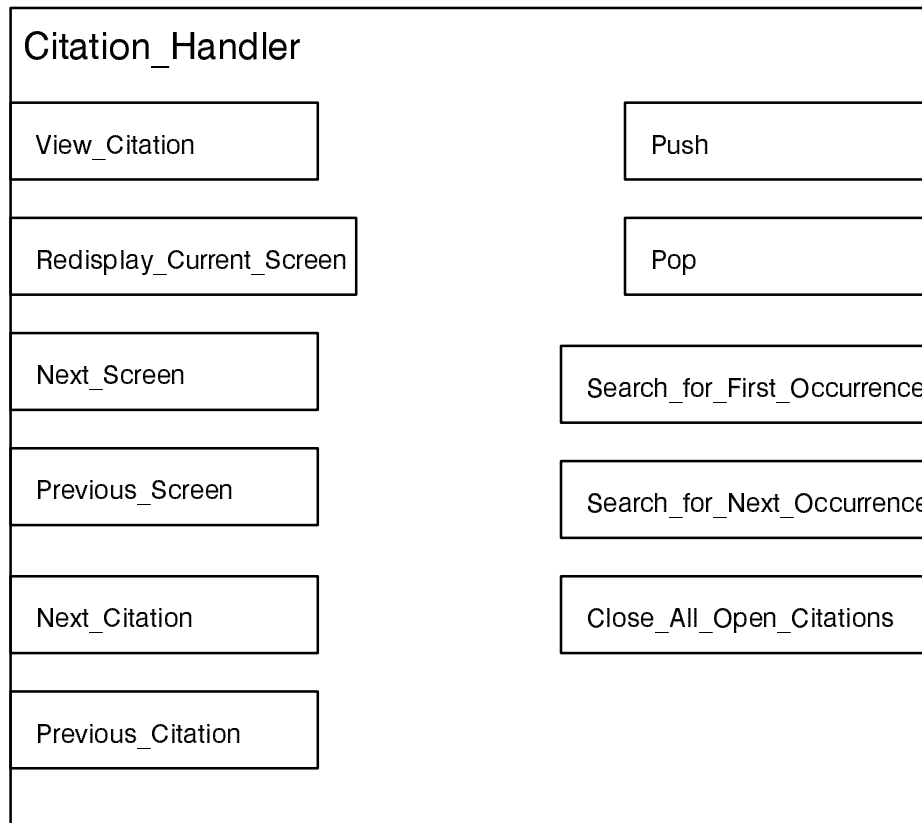 Citation_Handler
View_Citation
Redisplay_Current_Screen
Next_Screen
Previous_Screen
Next_Citation
Previous_Citation
Push
Pop
Search_for_First_Occurrence
Search_for_Next_Occurrence
Close_All_Open_Citations